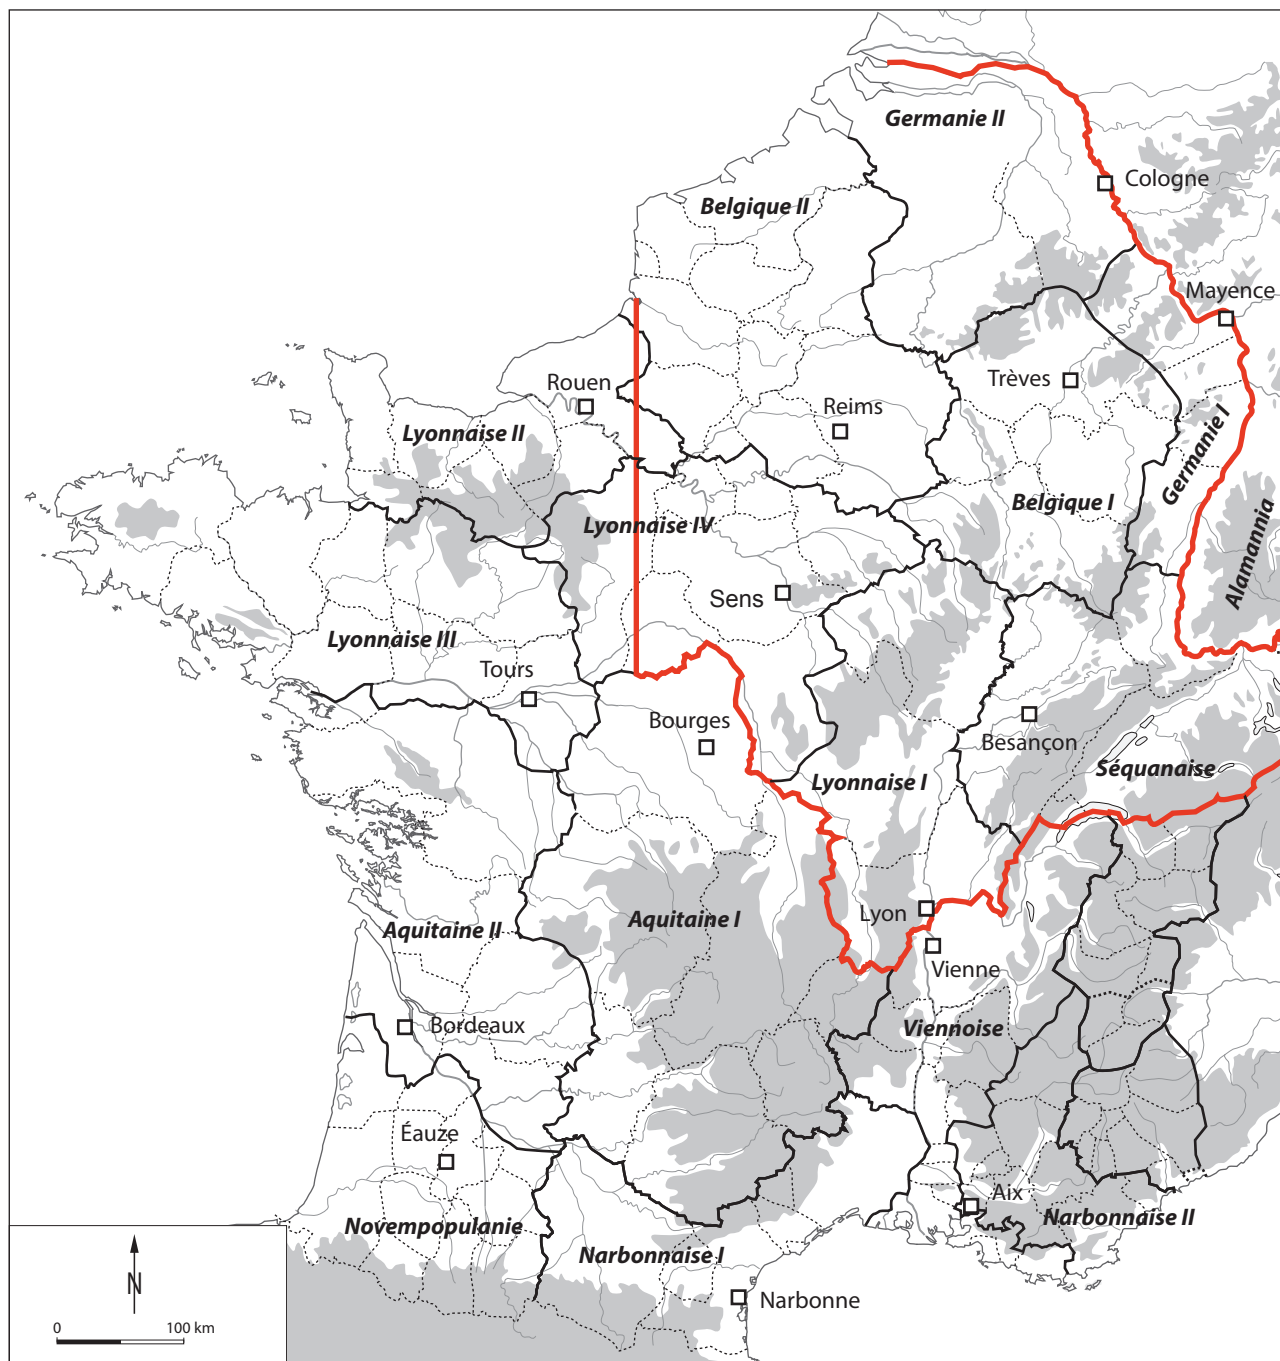 Germanie II
Cologne
Belgique II
Mayence
Trèves
Rouen
Reims
Lyonnaise II
Germanie I
Belgique I
Lyonnaise IV
Alamannia
Sens
Lyonnaise III
Tours
Bourges
Besançon
Séquanaise
Lyonnaise I
Lyon
Aquitaine I
Aquitaine II
Vienne
Bordeaux
Viennoise
Éauze
Aix
Novempopulanie
Narbonnaise II
Narbonnaise I
N
Narbonne
0 100 km